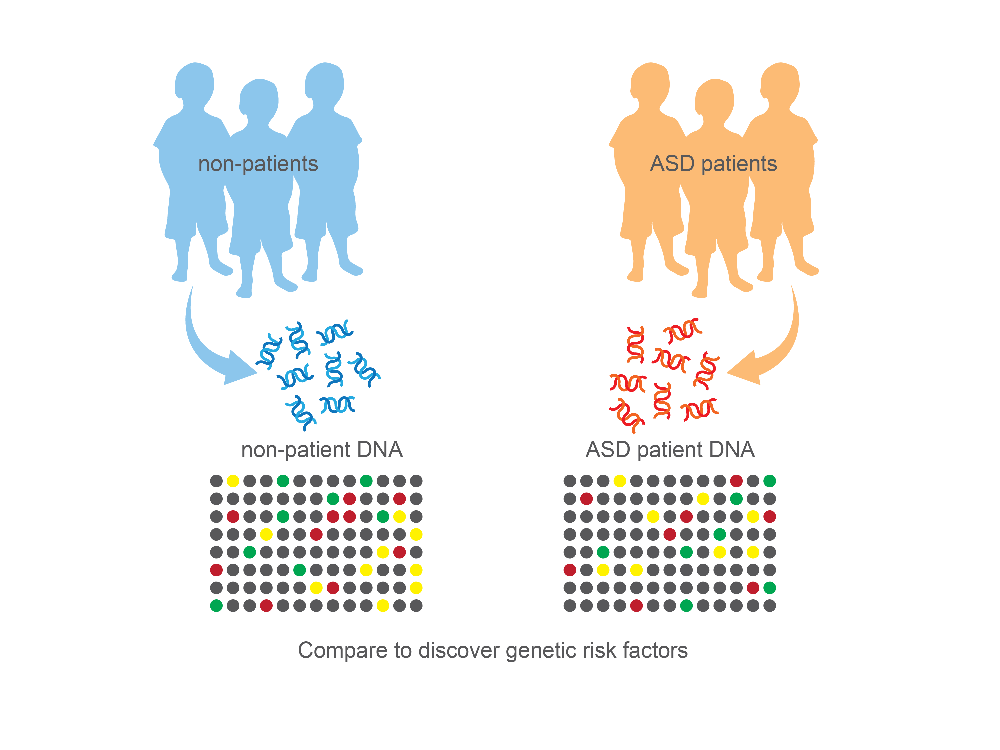 non-patients
ASD patients
non-patient DNA
ASD patient DNA
Compare to discover genetic risk factors